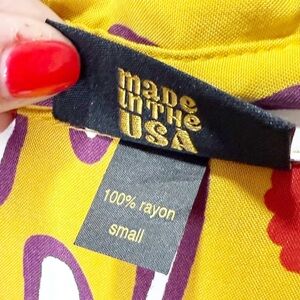 made
in the
USA
100% rayon
small